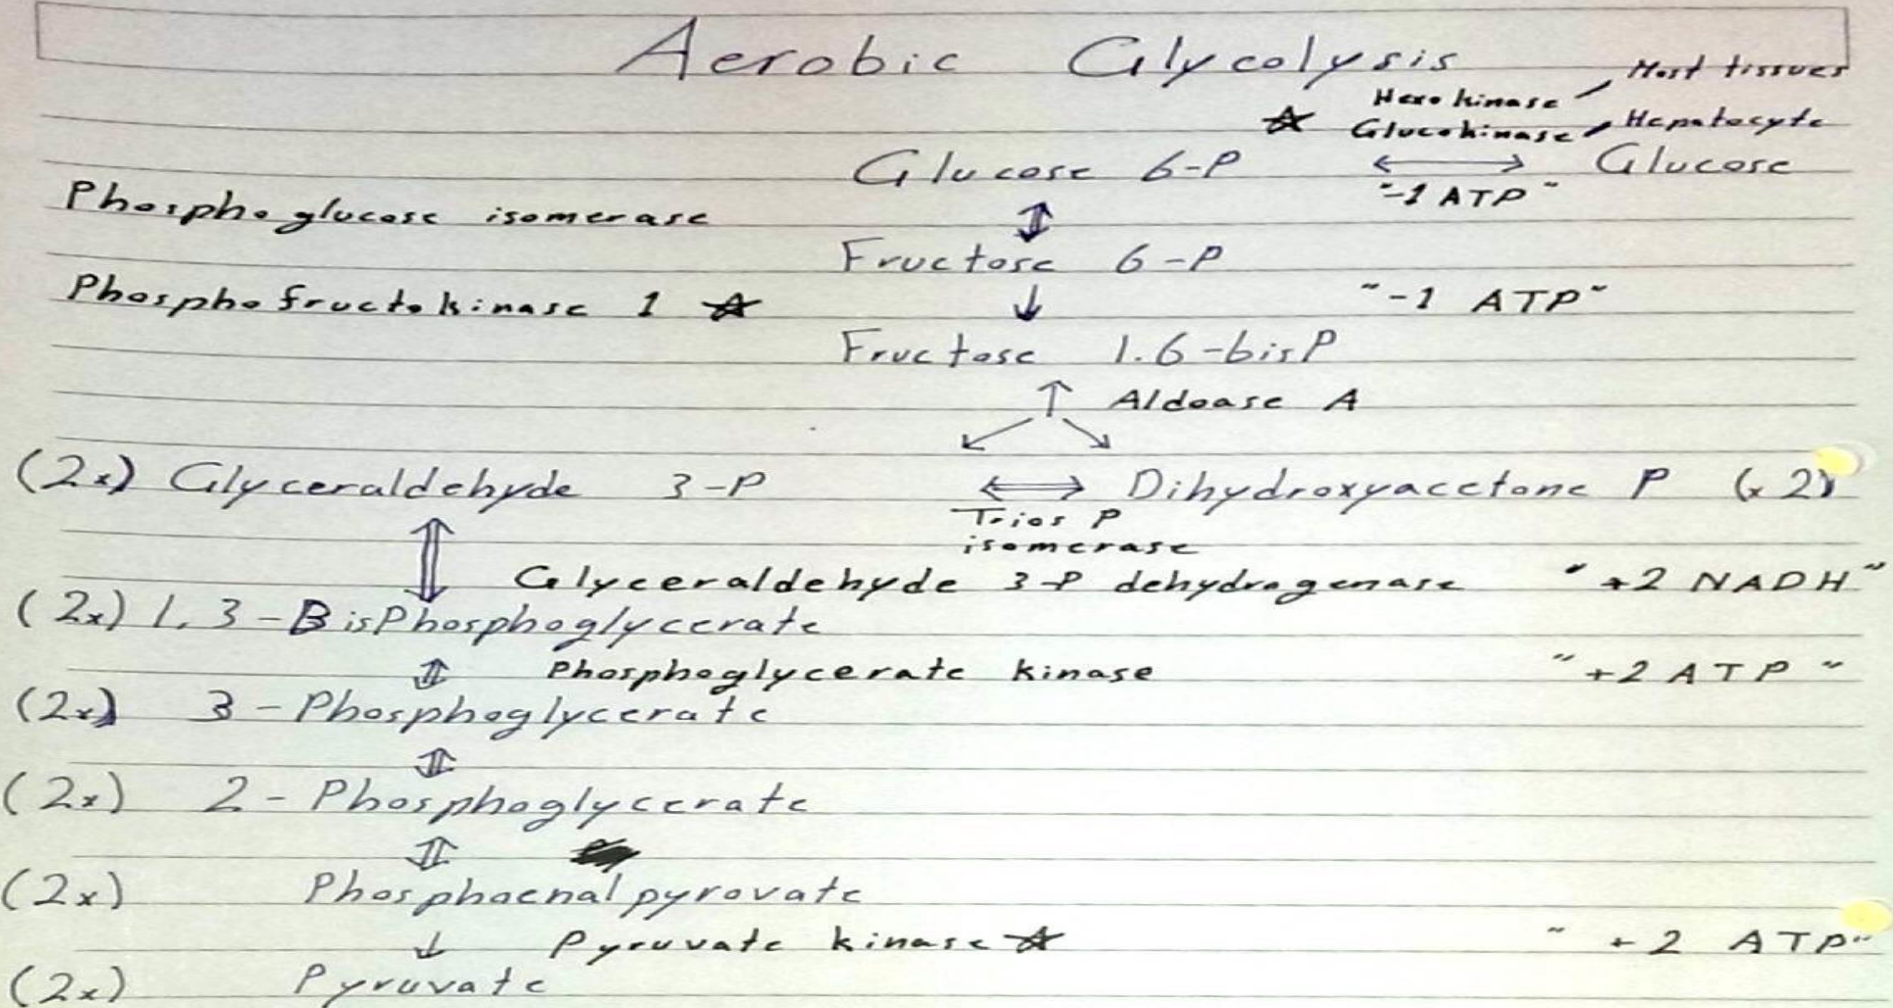 Aerobic Glycolysis
Most tissues
Hexokinase
★ Glucokinase Hepatocyte
Glucose 6-P ⟷ Glucose
"-1 ATP"
Phosphoglucose isomerase ⇕
Fructose 6-P
Phosphofructokinase 1 ★ ↓ "-1 ATP"
Fructose 1.6-bisP
↑ Aldoase A
↙ ↘
(2x) Glyceraldehyde 3-P ⟺ Dihydroxyacetone P (x2)
Trios P
isomerase
⇕ Glyceraldehyde 3-P dehydrogenase "+2 NADH"
(2x) 1,3-BisPhosphoglycerate
⇕ Phosphoglycerate kinase "+2 ATP"
(2x) 3-Phosphoglycerate
⇕
(2x) 2-Phosphoglycerate
⇕
(2x) Phosphoenalpyrovate
↓ Pyruvate kinase ★ "+2 ATP"
(2x) Pyruvate